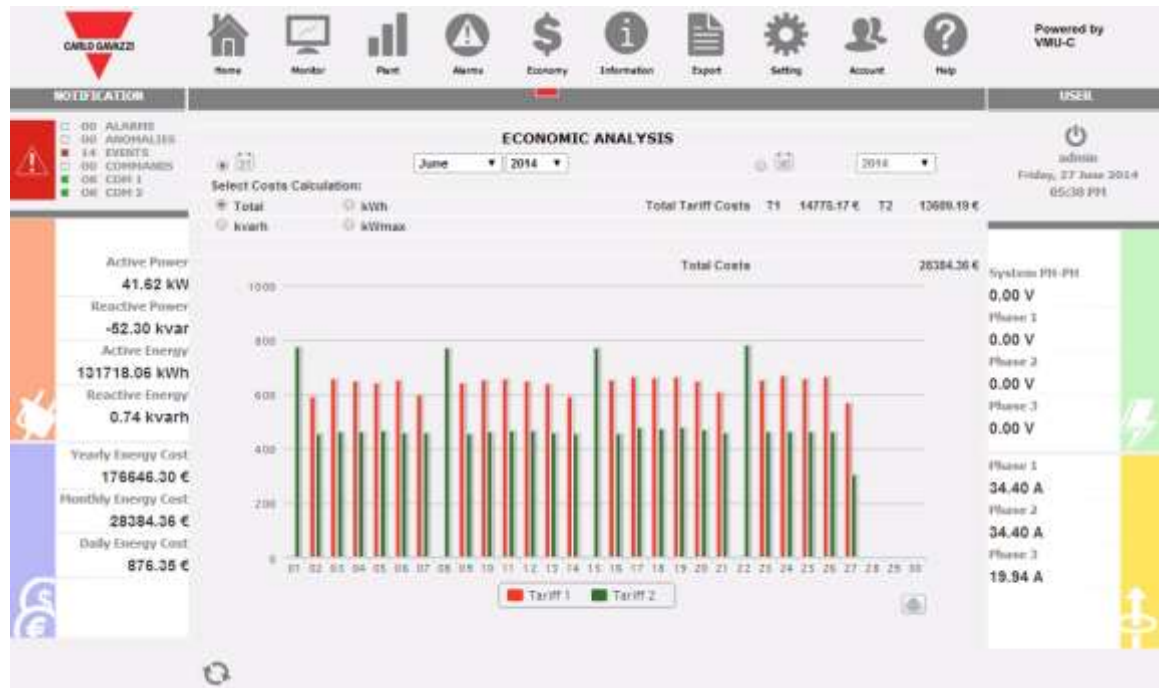 CARLO GAVAZZI
Home
Monitor
Plant
Alarms
Economy
Information
Export
Setting
Account
Help
Powered by
VMU-C
NOTIFICATION
USER
00 ALARMS
00 ANOMALIES
14 EVENTS
00 COMMANDS
OK COM 1
OK COM 2
ECONOMIC ANALYSIS
June 2014
2014
Select Costs Calculation:
Total kWh
kvarh kWmax
Total Tariff Costs T1 14775.17 € T2 13609.19 €
Total Costs 28384.36 €
admin
Friday, 27 June 2014
05:38 PM
Active Power
41.62 kW
Reactive Power
-52.30 kvar
Active Energy
131718.06 kWh
Reactive Energy
0.74 kvarh
Yearly Energy Cost
176646.30 €
Monthly Energy Cost
28384.36 €
Daily Energy Cost
876.35 €
1000
800
600
400
200
0
01 02 03 04 05 06 07 08 09 10 11 12 13 14 15 16 17 18 19 20 21 22 23 24 25 26 27 28 29 30
Tariff 1 Tariff 2
System PH-PH
0.00 V
Phase 1
0.00 V
Phase 2
0.00 V
Phase 3
0.00 V
Phase 1
34.40 A
Phase 2
34.40 A
Phase 3
19.94 A